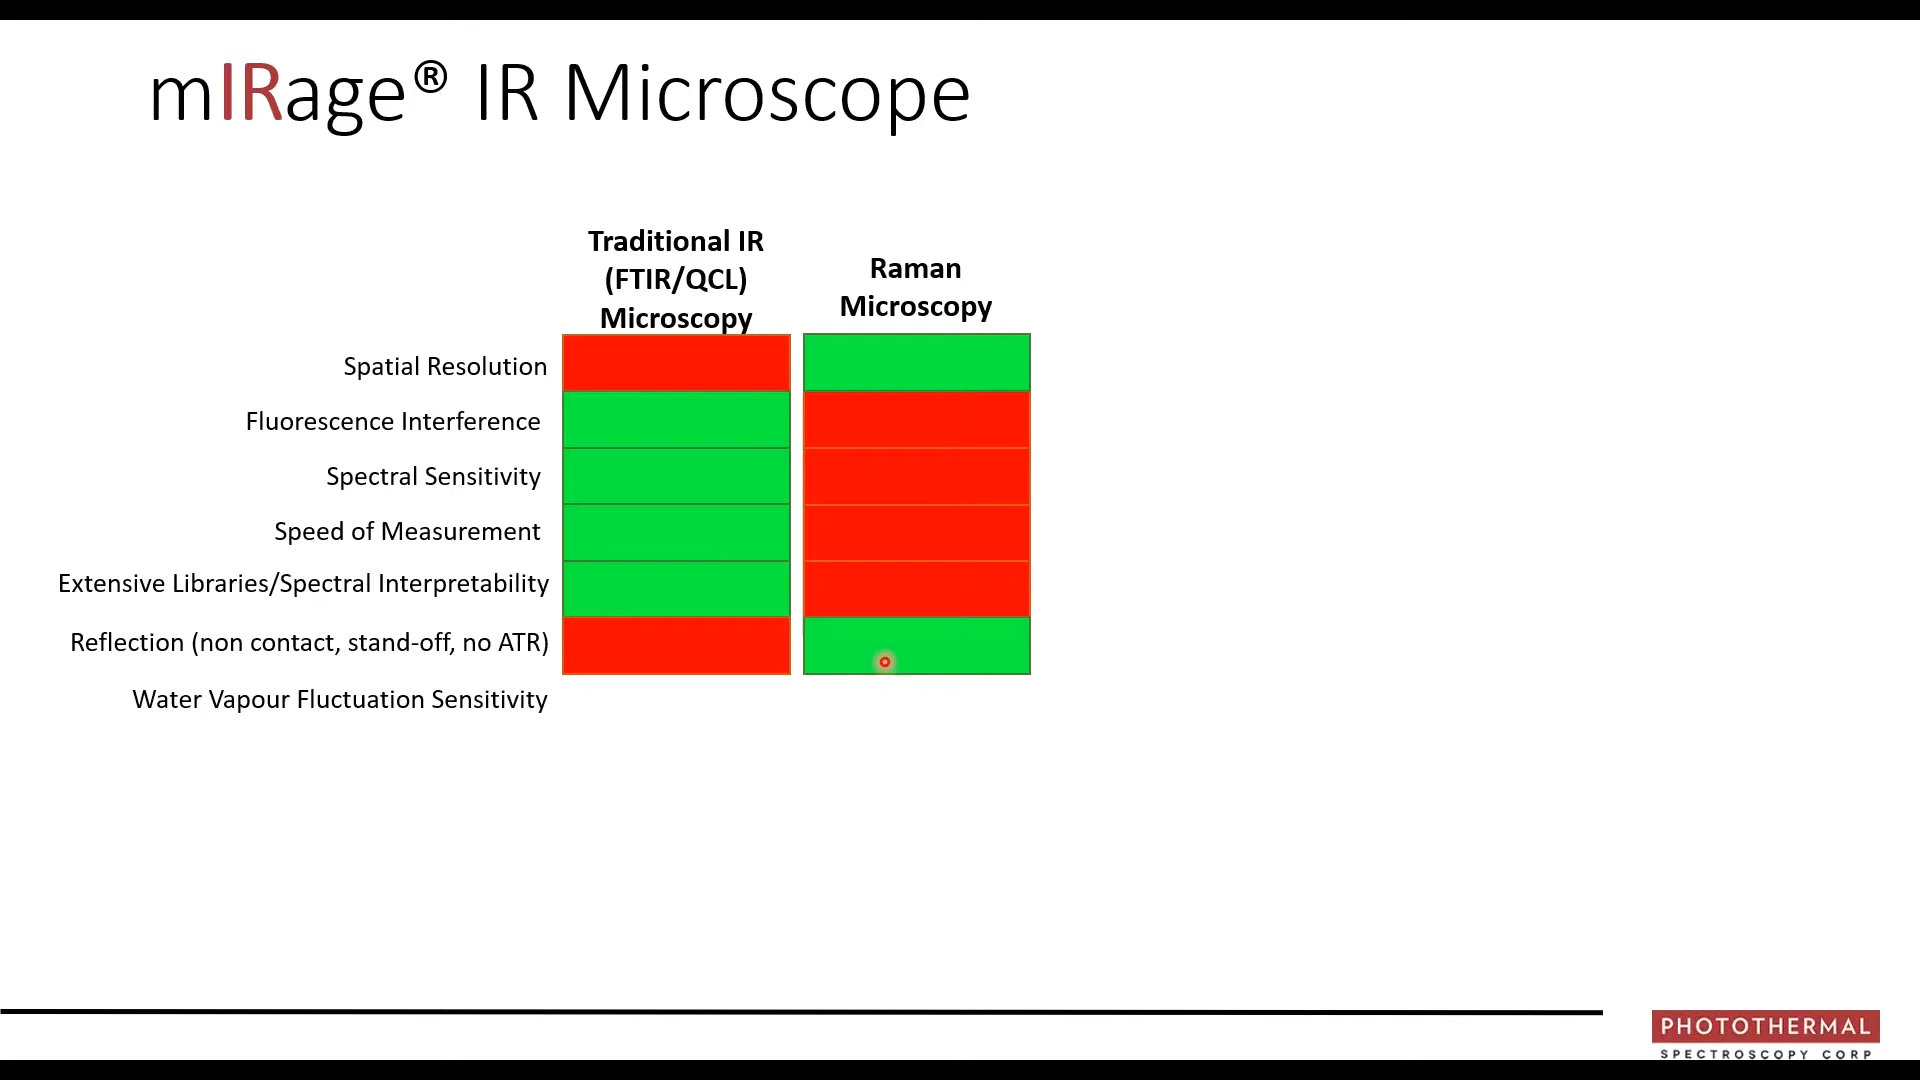 mIRage® IR Microscope
Traditional IR
(FTIR/QCL)
Microscopy
Raman
Microscopy
Spatial Resolution
Fluorescence Interference
Spectral Sensitivity
Speed of Measurement
Extensive Libraries/Spectral Interpretability
Reflection (non contact, stand-off, no ATR)
Water Vapour Fluctuation Sensitivity
PHOTOTHERMAL
SPECTROSCOPY CORP